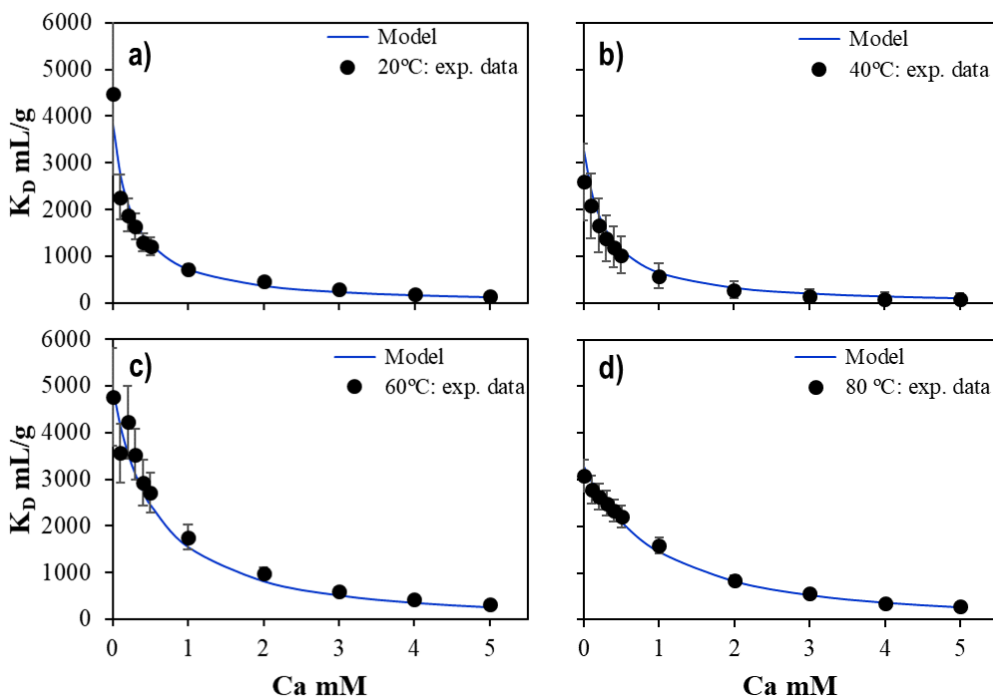 6000
5000
4000
3000
2000
1000
0
K_D mL/g
a)
Model
20ºC: exp. data
b)
Model
40ºC: exp. data
6000
5000
4000
3000
2000
1000
0
K_D mL/g
c)
Model
60ºC: exp. data
d)
Model
80 ºC: exp. data
0 1 2 3 4 5
0 1 2 3 4 5
Ca mM
Ca mM